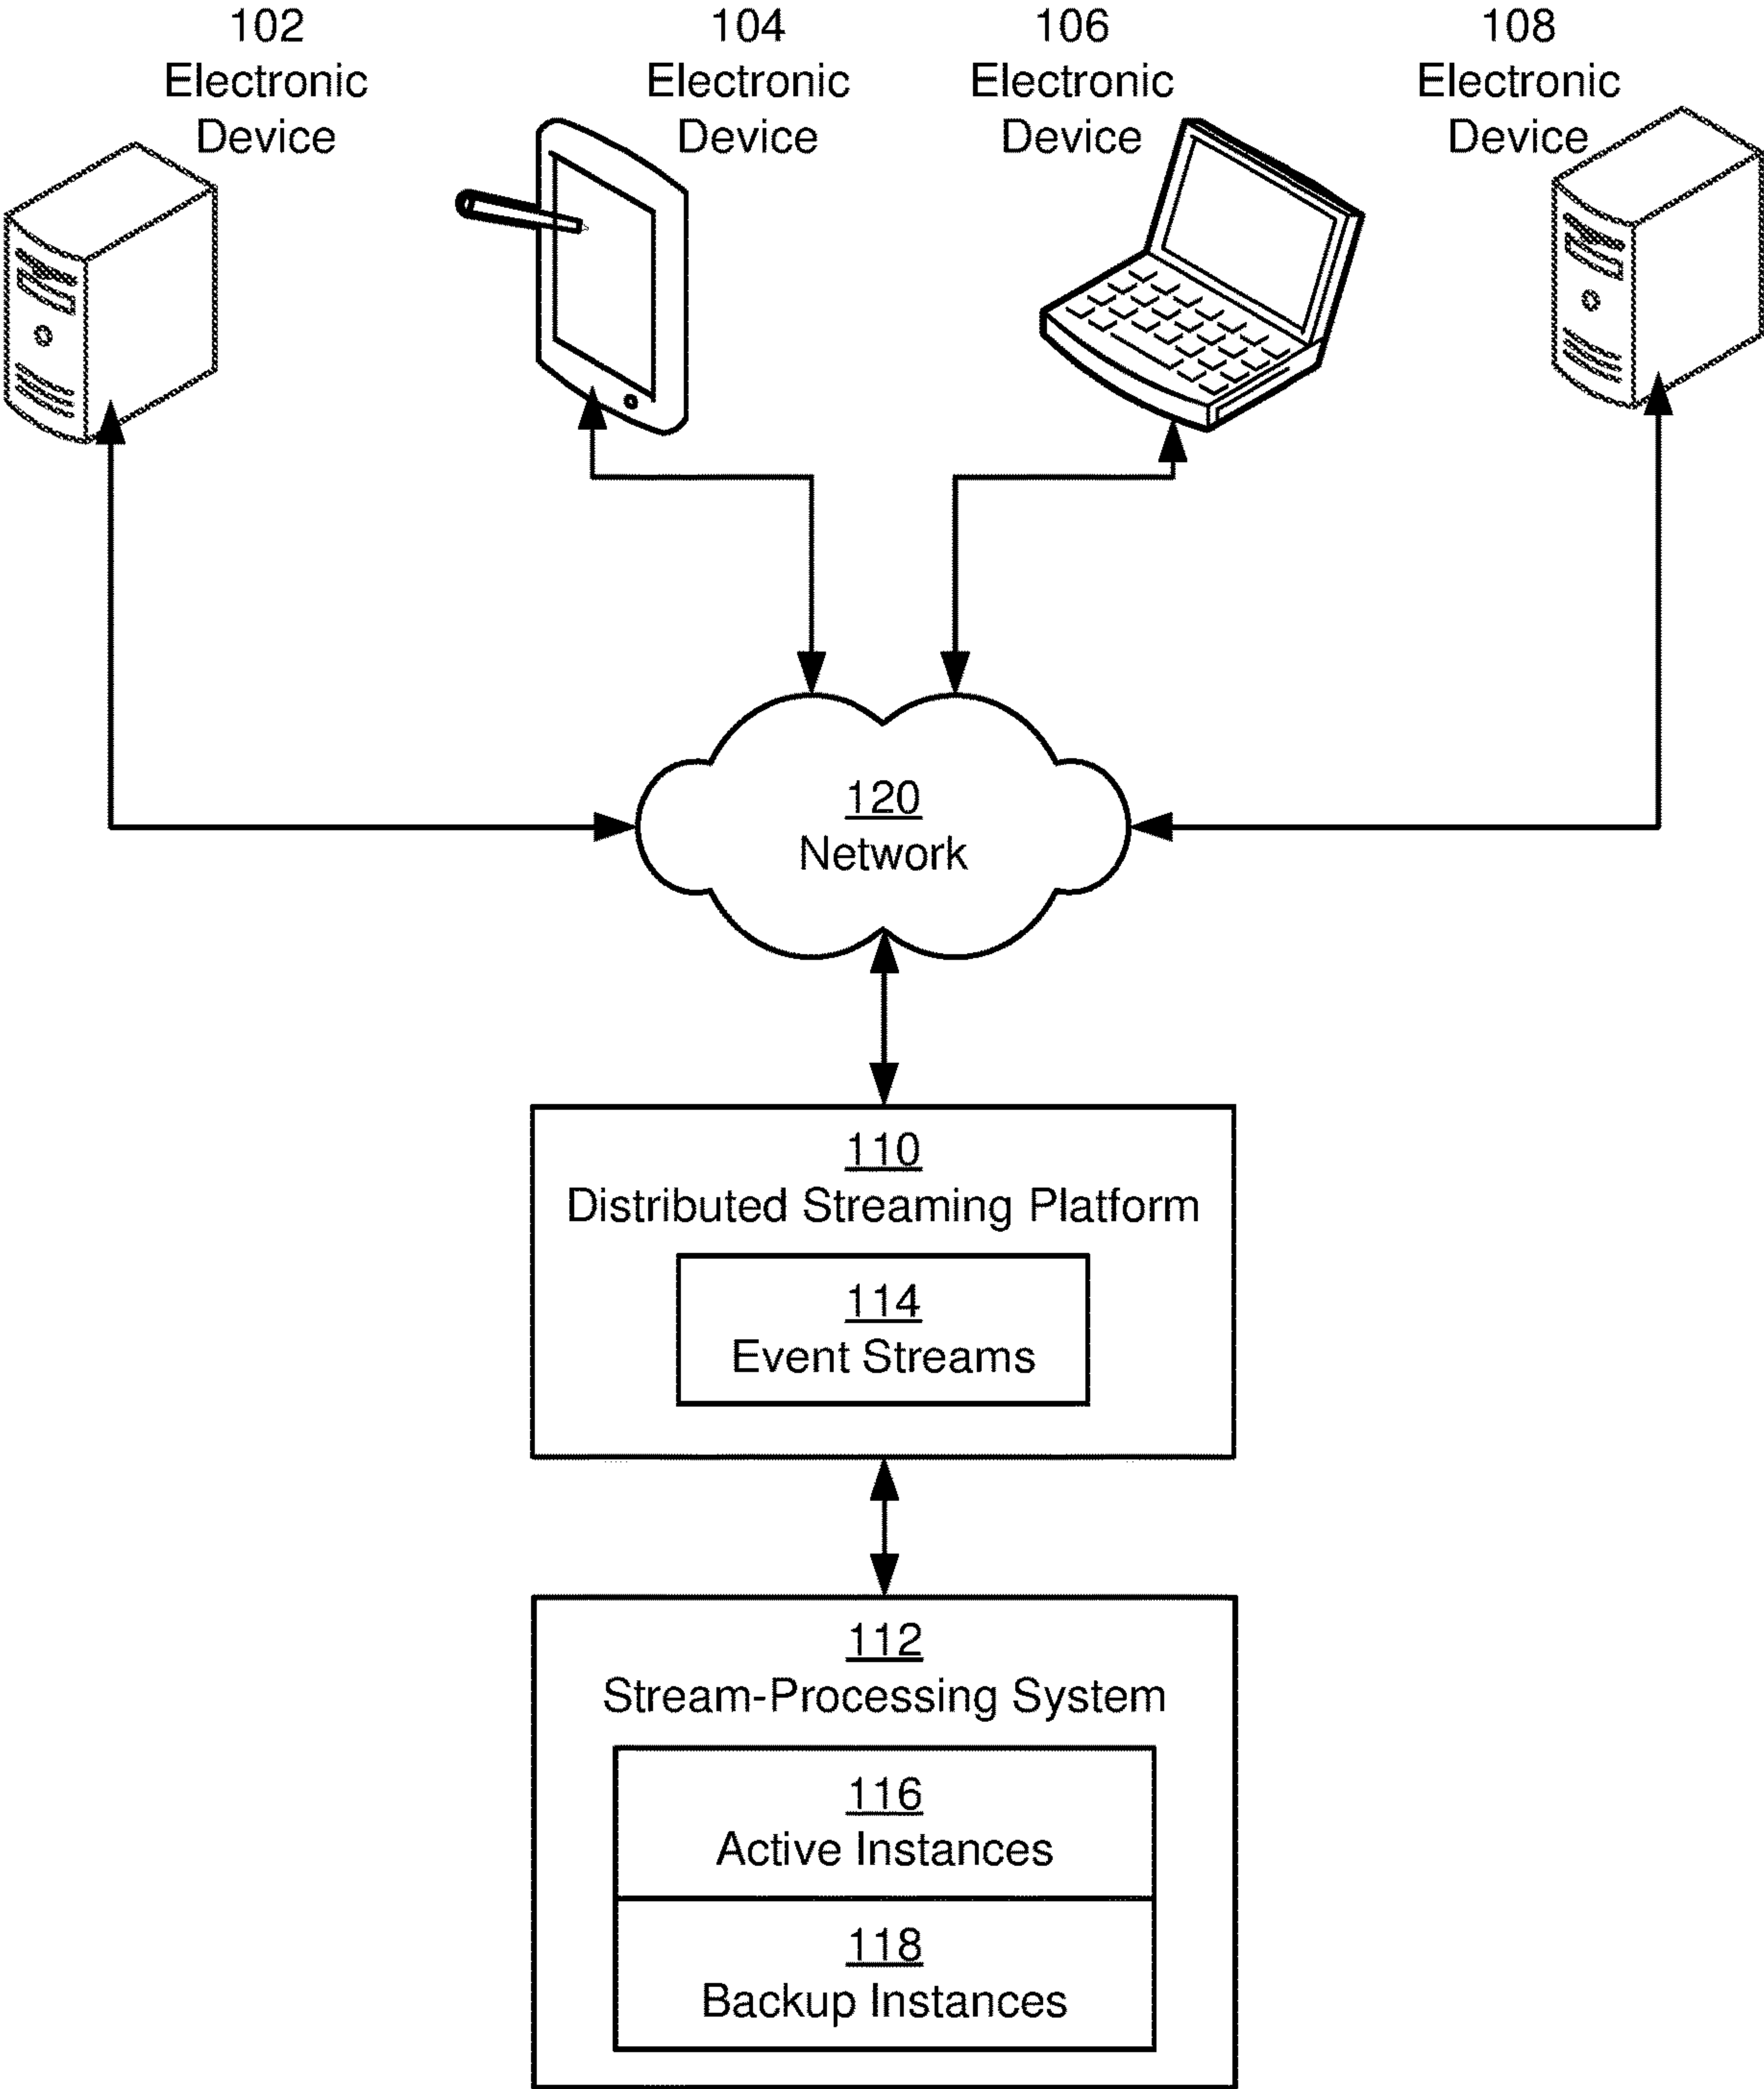 102
Electronic
Device
104
Electronic
Device
106
Electronic
Device
108
Electronic
Device
120
Network
110
Distributed Streaming Platform
114
Event Streams
112
Stream-Processing System
116
Active Instances
118
Backup Instances